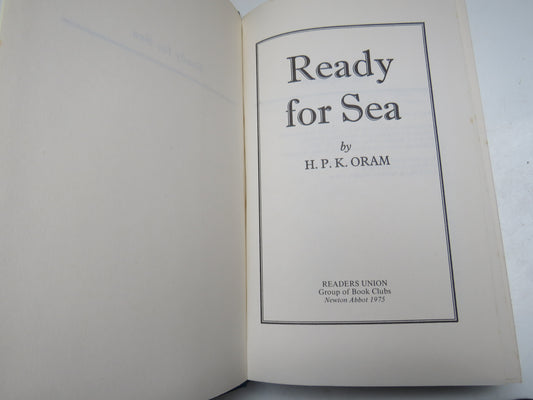 Ready
for Sea
by
H. P. K. ORAM
READERS UNION
Group of Book Clubs
Newton Abbot 1975